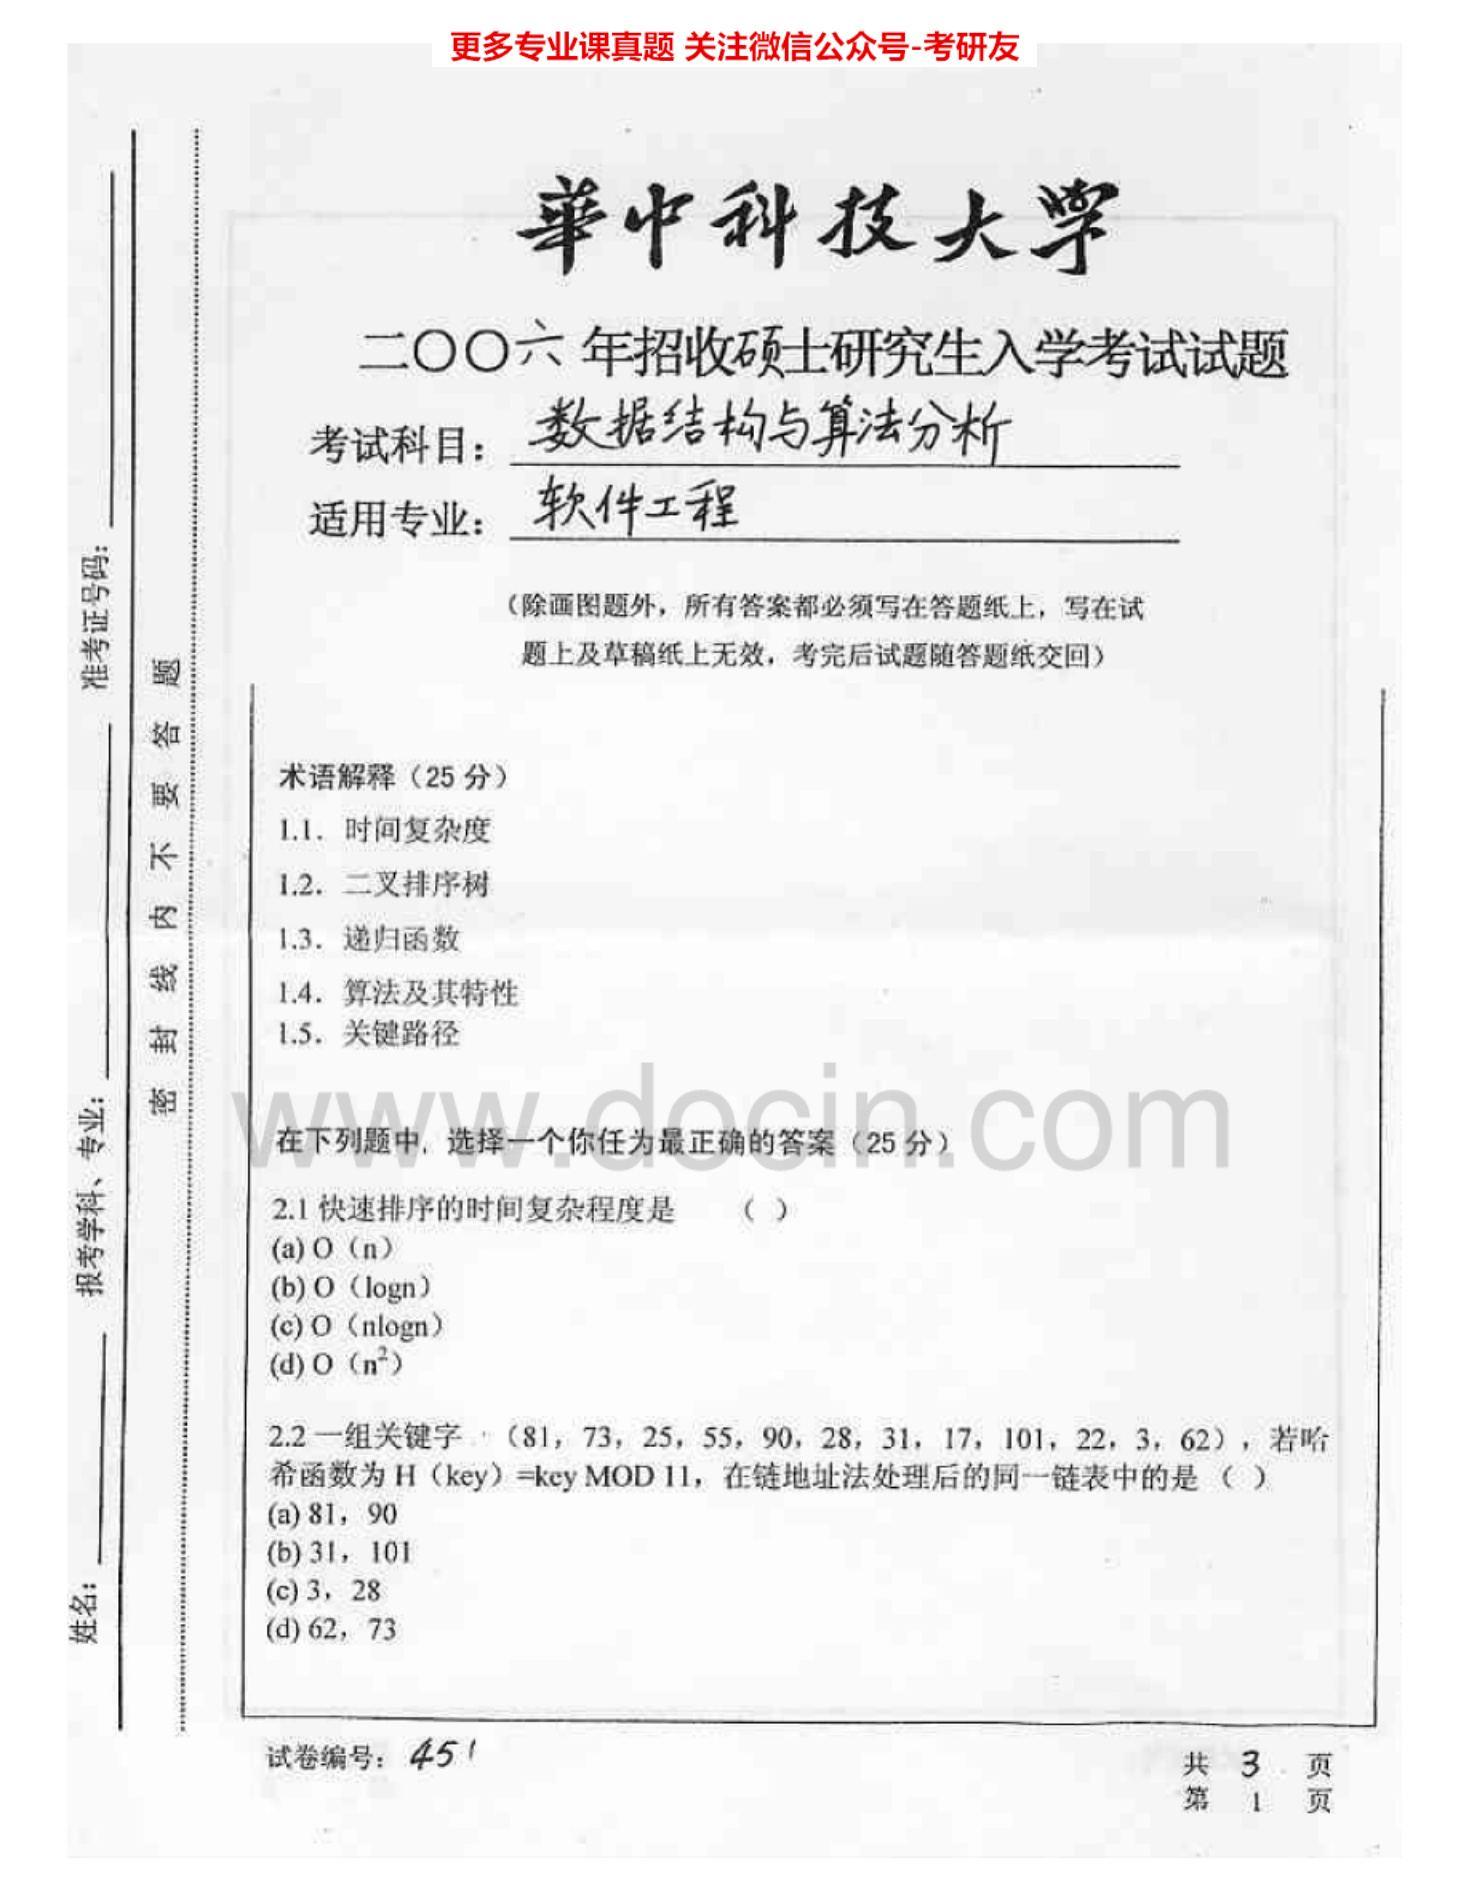 更多专业课真题 关注微信公众号-考研友
華中科技大学
二〇〇六年招收硕士研究生入学考试试题
考试科目：数据结构与算法分析
适用专业：软件工程
（除画图题外，所有答案都必须写在答题纸上，写在试
题上及草稿纸上无效，考完后试题随答题纸交回）
准考证号码：
报考学科、专业：
姓名：
密封线内不要答题
术语解释（25 分）
1.1. 时间复杂度
1.2. 二叉排序树
1.3. 递归函数
1.4. 算法及其特性
1.5. 关键路径
www.docin.com
在下列题中，选择一个你任为最正确的答案（25 分）
2.1 快速排序的时间复杂程度是 （ ）
(a) O（n）
(b) O（logn）
(c) O（nlogn）
(d) O（n²）
2.2 一组关键字 （81，73，25，55，90，28，31，17，101，22，3，62），若哈
希函数为 H（key）=key MOD 11，在链地址法处理后的同一链表中的是（ ）
(a) 81，90
(b) 31，101
(c) 3，28
(d) 62，73
试卷编号：451
共 3 页
第 1 页